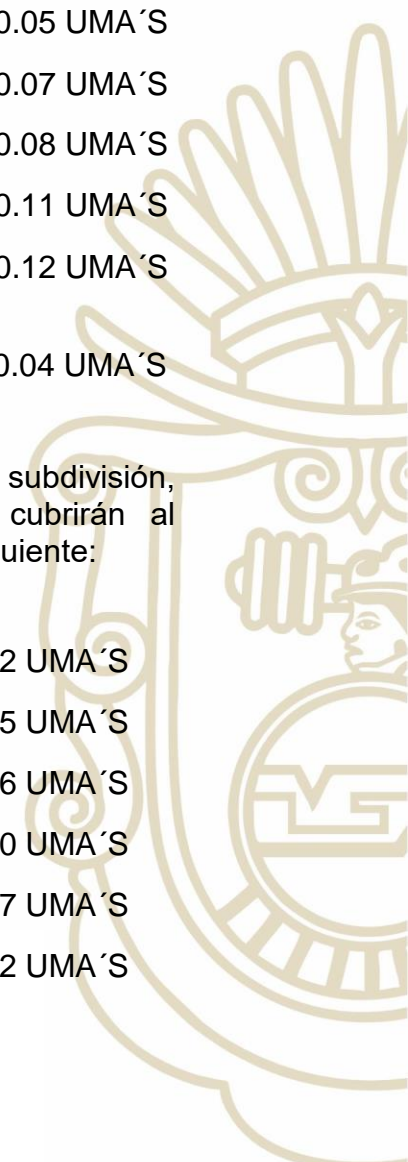 0.05 UMA´S
0.07 UMA´S
0.08 UMA´S
0.11 UMA´S
0.12 UMA´S
0.04 UMA´S
subdivisión,
cubrirán al
uiente:
2 UMA´S
5 UMA´S
6 UMA´S
0 UMA´S
7 UMA´S
2 UMA´S